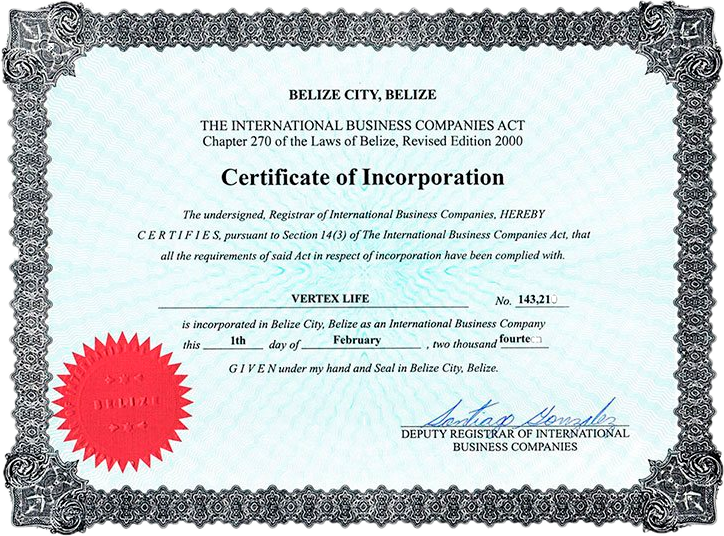 BELIZE CITY, BELIZE
THE INTERNATIONAL BUSINESS COMPANIES ACT
Chapter 270 of the Laws of Belize, Revised Edition 2000
Certificate of Incorporation
The undersigned, Registrar of International Business Companies, HEREBY
CERTIFIES, pursuant to Section 14(3) of The International Business Companies Act, that
all the requirements of said Act in respect of incorporation have been complied with.
VERTEX LIFE No. 143,21
is incorporated in Belize City, Belize as an International Business Company
this 1th day of February , two thousand fourte
GIVEN under my hand and Seal in Belize City, Belize.
BELIZE
Santiago Gonzalez
DEPUTY REGISTRAR OF INTERNATIONAL
BUSINESS COMPANIES